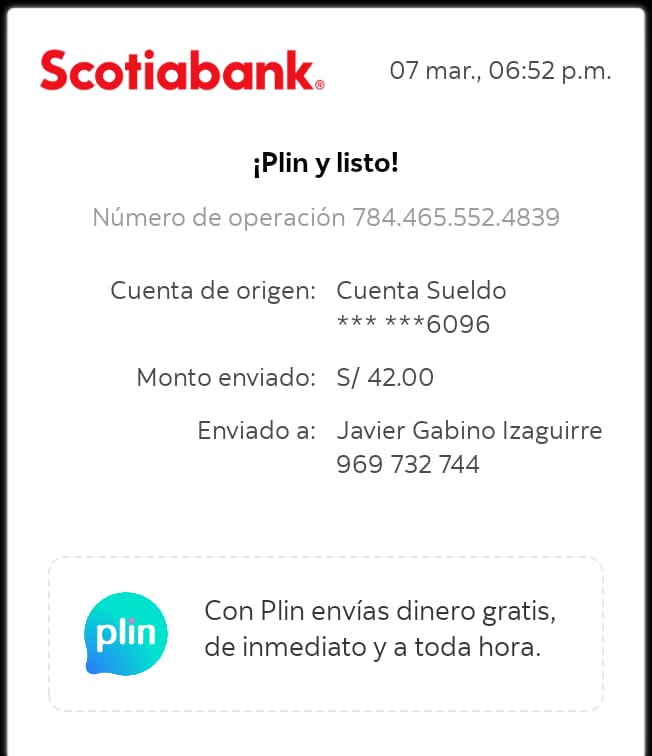 Scotiabank®
07 mar., 06:52 p.m.
¡Plin y listo!
Número de operación 784.465.552.4839
Cuenta de origen: Cuenta Sueldo
*** ***6096
Monto enviado: S/ 42.00
Enviado a: Javier Gabino Izaguirre
969 732 744
plin
Con Plin envías dinero gratis,
de inmediato y a toda hora.